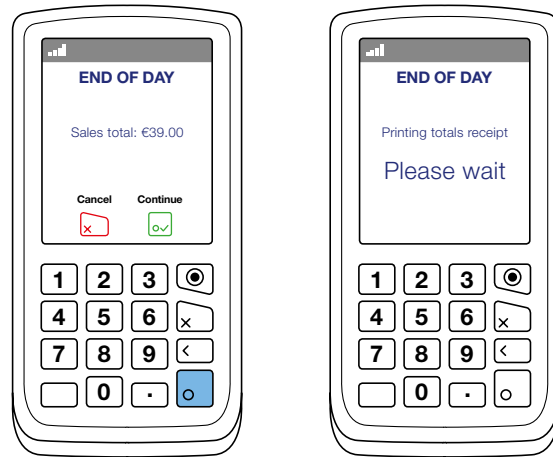 END OF DAY
Sales total: €39.00
Cancel Continue
1 2 3
4 5 6
7 8 9
0 .
END OF DAY
Printing totals receipt
Please wait
1 2 3
4 5 6
7 8 9
0 .